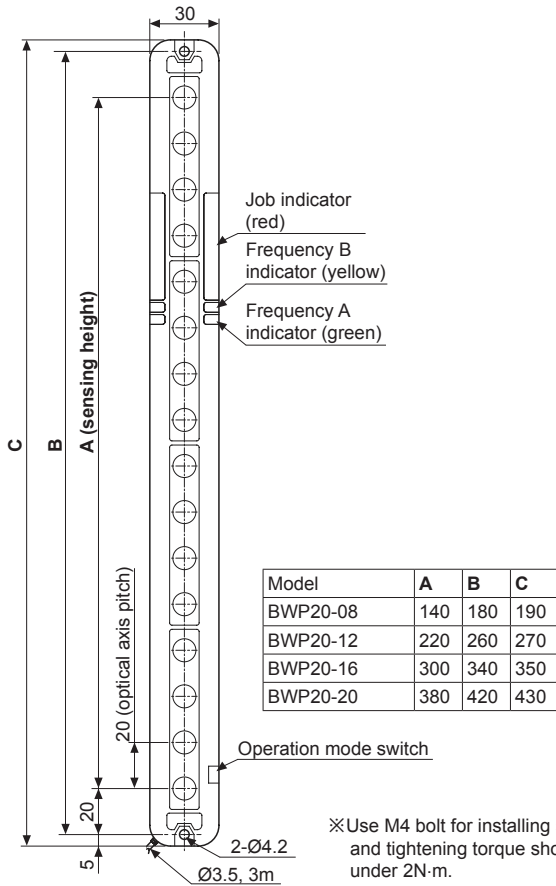 30
Job indicator
(red)
Frequency B
indicator (yellow)
Frequency A
indicator (green)
C
B
A (sensing height)
20 (optical axis pitch)
Model A B C
BWP20-08 140 180 190
BWP20-12 220 260 270
BWP20-16 300 340 350
BWP20-20 380 420 430
Operation mode switch
20
5
2-Ø4.2
Ø3.5, 3m
※Use M4 bolt for installing
and tightening torque
under 2N·m.